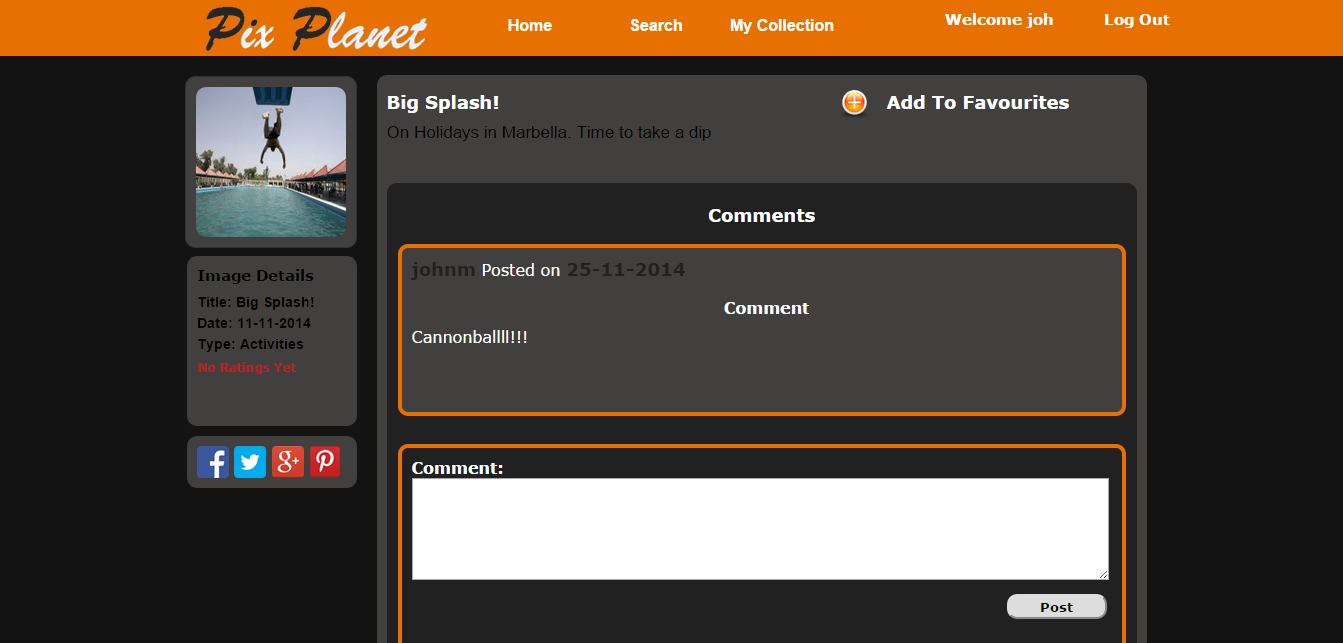 Pix Planet
Home Search My Collection Welcome joh Log Out
Big Splash! Add To Favourites
On Holidays in Marbella. Time to take a dip
Image Details
Title: Big Splash!
Date: 11-11-2014
Type: Activities
No Ratings Yet
f g+
Comments
johnm Posted on 25-11-2014
Comment
Cannonballll!!!
Comment:
Post